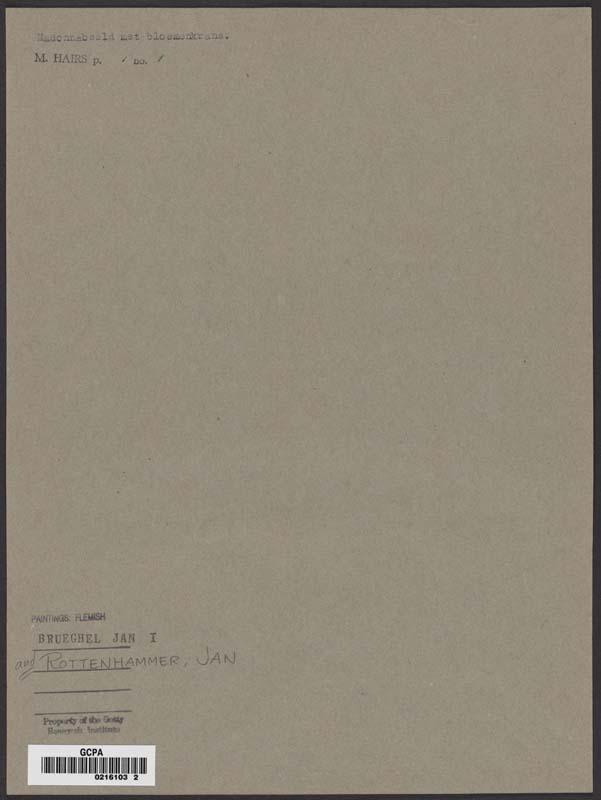 Madonnabeeld met bloemenkrans.
M. HAIRS p. / no. /
PAINTINGS: FLEMISH
BRUEGHEL JAN I
and ROTTENHAMMER, JAN
Property of the Getty
Research Institute
GCPA
0216103 2